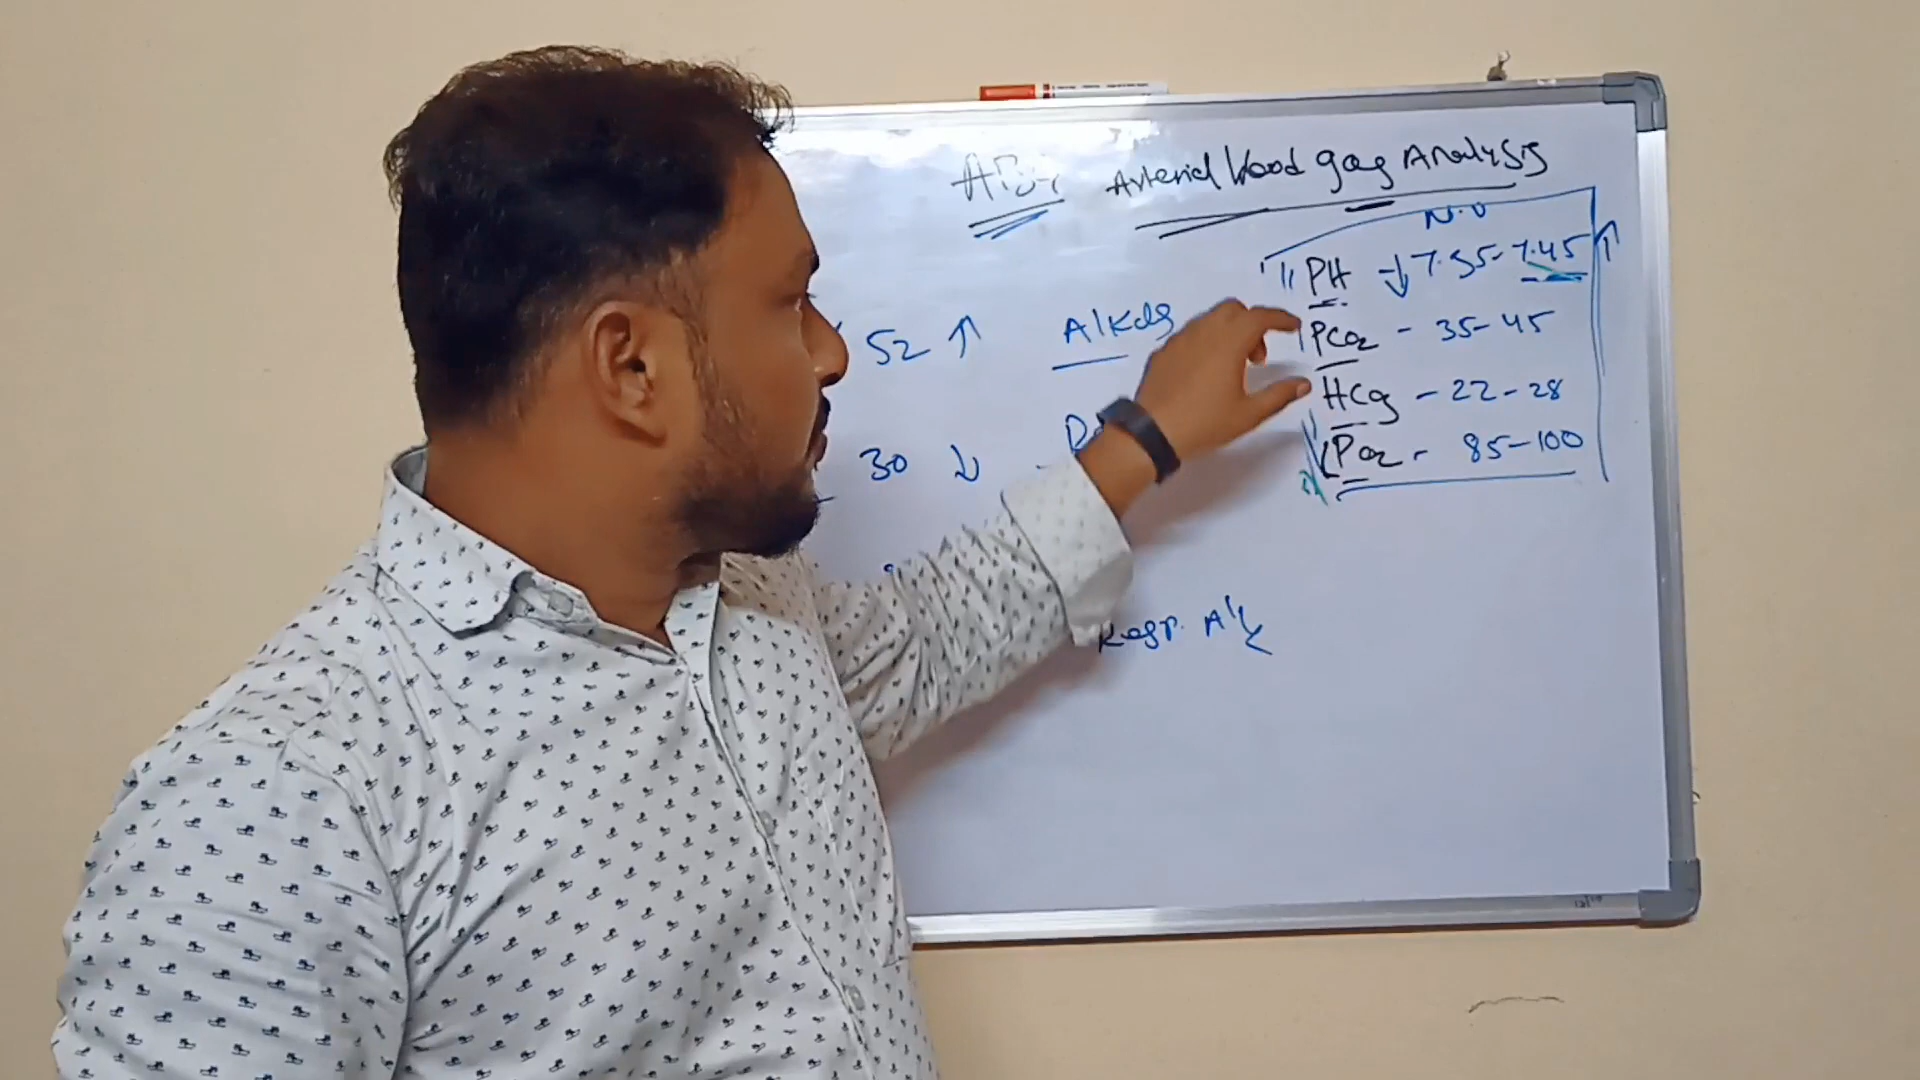 ABG Arterial blood gas Analysis
N.V
PH ↓ 7.35-7.45 ↑
PCO2 - 35-45
HCO3 - 22-28
PO2 - 85-100
52 ↑ Alkds
30 ↓
Resp. Alk